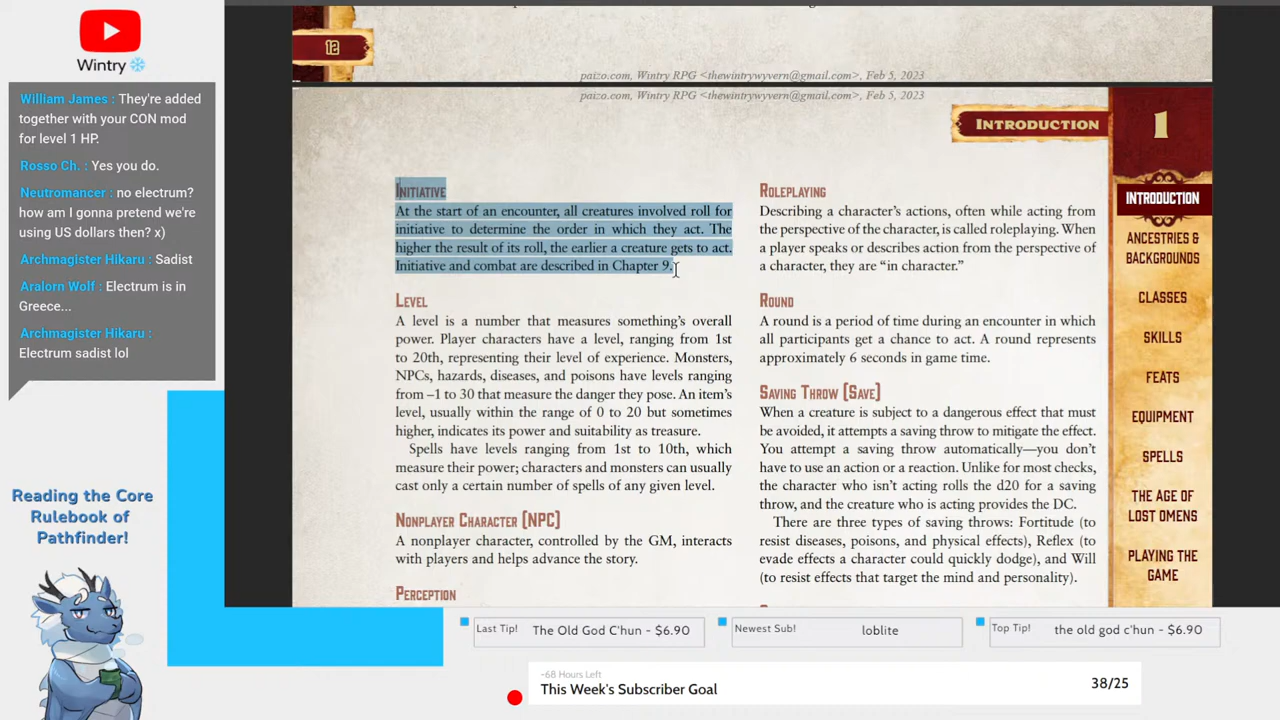 Wintry
William James : They're added
together with your CON mod
for level 1 HP.
Rosso Ch. : Yes you do.
Neutromancer : no electrum?
how am I gonna pretend we're
using US dollars then? x)
Archmagister Hikaru : Sadist
Aralorn Wolf : Electrum is in
Greece...
Archmagister Hikaru :
Electrum sadist lol
Reading the Core
Rulebook of
Pathfinder!
12
paizo.com, Wintry RPG <thewintrywyvern@gmail.com>, Feb 5, 2023
paizo.com, Wintry RPG <thewintrywyvern@gmail.com>, Feb 5, 2023
Introduction
1
Initiative
At the start of an encounter, all creatures involved roll for
initiative to determine the order in which they act. The
higher the result of its roll, the earlier a creature gets to act.
Initiative and combat are described in Chapter 9.
Level
A level is a number that measures something's overall
power. Player characters have a level, ranging from 1st
to 20th, representing their level of experience. Monsters,
NPCs, hazards, diseases, and poisons have levels ranging
from –1 to 30 that measure the danger they pose. An item's
level, usually within the range of 0 to 20 but sometimes
higher, indicates its power and suitability as treasure.
Spells have levels ranging from 1st to 10th, which
measure their power; characters and monsters can usually
cast only a certain number of spells of any given level.
Nonplayer Character (NPC)
A nonplayer character, controlled by the GM, interacts
with players and helps advance the story.
Perception
Roleplaying
Describing a character's actions, often while acting from
the perspective of the character, is called roleplaying. When
a player speaks or describes action from the perspective of
a character, they are “in character.”
Round
A round is a period of time during an encounter in which
all participants get a chance to act. A round represents
approximately 6 seconds in game time.
Saving Throw (Save)
When a creature is subject to a dangerous effect that must
be avoided, it attempts a saving throw to mitigate the effect.
You attempt a saving throw automatically—you don't
have to use an action or a reaction. Unlike for most checks,
the character who isn't acting rolls the d20 for a saving
throw, and the creature who is acting provides the DC.
There are three types of saving throws: Fortitude (to
resist diseases, poisons, and physical effects), Reflex (to
evade effects a character could quickly dodge), and Will
(to resist effects that target the mind and personality).
INTRODUCTION
ANCESTRIES &
BACKGROUNDS
CLASSES
SKILLS
FEATS
EQUIPMENT
SPELLS
THE AGE OF
LOST OMENS
PLAYING THE
GAME
Last Tip! The Old God C'hun - $6.90
Newest Sub! loblite
Top Tip! the old god c'hun - $6.90
~68 Hours Left
This Week's Subscriber Goal
38/25